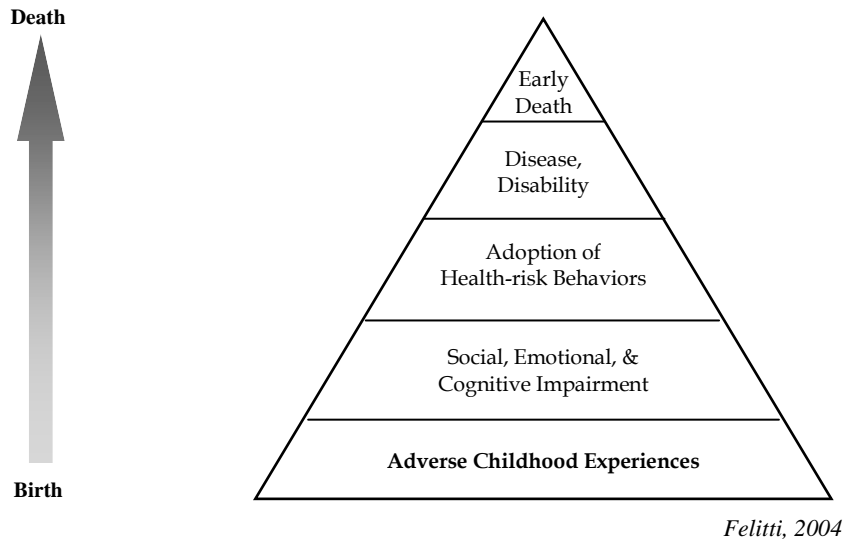 Death
Early
Death
Disease,
Disability
Adoption of
Health-risk Behaviors
Social, Emotional, &
Cognitive Impairment
Adverse Childhood Experiences
Birth
Felitti, 2004